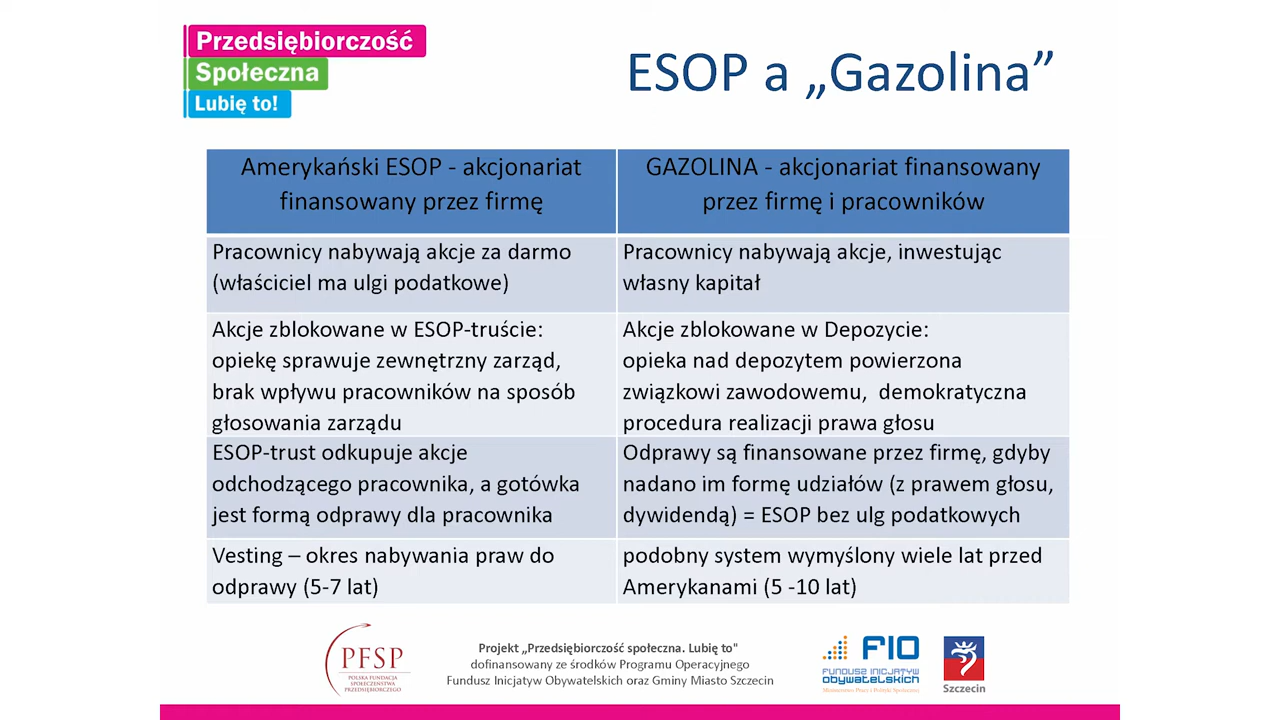 Przedsiębiorczość
Społeczna
Lubię to!
ESOP a „Gazolina”
Amerykański ESOP - akcjonariat
finansowany przez firmę
GAZOLINA - akcjonariat finansowany
przez firmę i pracowników
Pracownicy nabywają akcje za darmo
(właściciel ma ulgi podatkowe)
Pracownicy nabywają akcje, inwestując
własny kapitał
Akcje zblokowane w ESOP-truście:
opiekę sprawuje zewnętrzny zarząd,
brak wpływu pracowników na sposób
głosowania zarządu
Akcje zblokowane w Depozycie:
opieka nad depozytem powierzona
związkowi zawodowemu, demokratyczna
procedura realizacji prawa głosu
ESOP-trust odkupuje akcje
odchodzącego pracownika, a gotówka
jest formą odprawy dla pracownika
Odprawy są finansowane przez firmę, gdyby
nadano im formę udziałów (z prawem głosu,
dywidendą) = ESOP bez ulg podatkowych
Vesting – okres nabywania praw do
odprawy (5-7 lat)
podobny system wymyślony wiele lat przed
Amerykanami (5 -10 lat)
PFSP
POLSKA FUNDACJA
SPOŁECZEŃSTWA
PRZEDSIĘBIORCZEGO
Projekt „Przedsiębiorczość społeczna. Lubię to"
dofinansowany ze środków Programu Operacyjnego
Fundusz Inicjatyw Obywatelskich oraz Gminy Miasto Szczecin
FIO
FUNDUSZ INICJATYW
OBYWATELSKICH
Ministerstwo Pracy i Polityki Społecznej
Szczecin